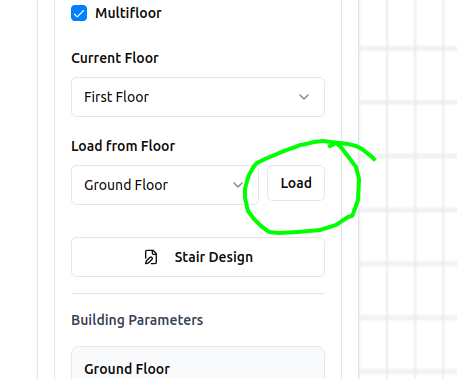 Multifloor
Current Floor
First Floor
Load from Floor
Ground Floor
Load
Stair Design
Building Parameters
Ground Floor